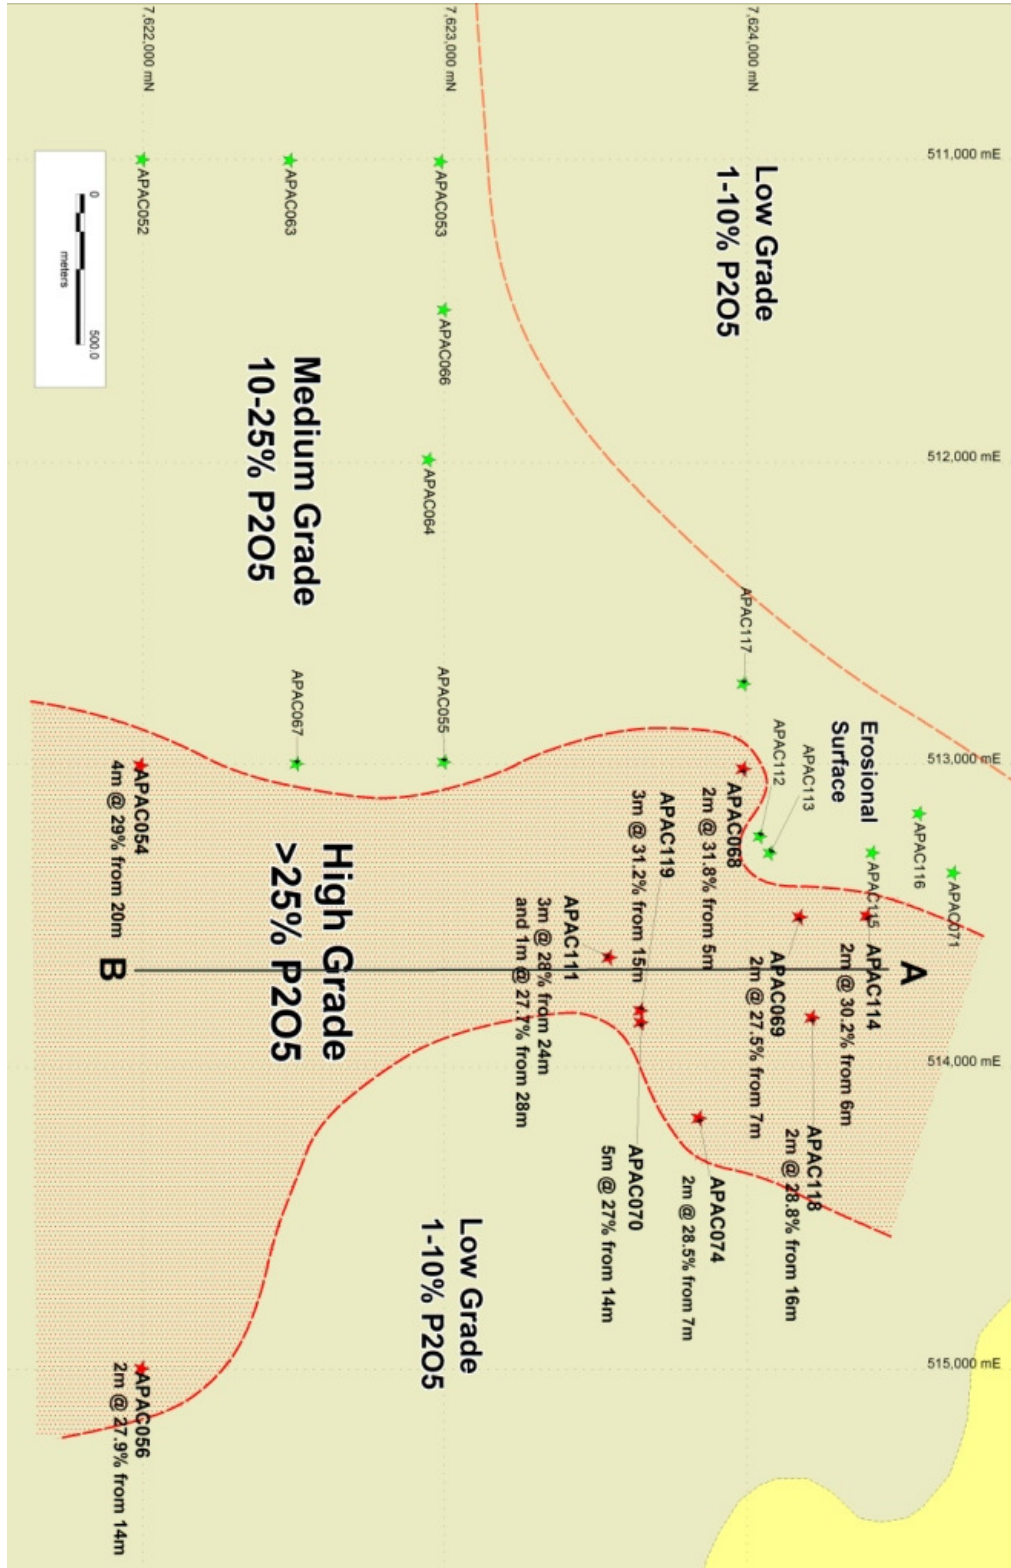 7,622,000 mN
7,623,000 mN
7,624,000 mN
511,000 mE
512,000 mE
513,000 mE
514,000 mE
515,000 mE
Low Grade
1-10% P2O5
APAC052
APAC063
APAC053
APAC066
APAC064
0
500.0
meters
Medium Grade
10-25% P2O5
APAC117
APAC067
APAC055
APAC112
APAC113
Erosional
Surface
APAC116
APAC071
APAC115
APAC054
4m @ 29% from 20m
High Grade
>25% P2O5
APAC068
2m @ 31.8% from 5m
APAC119
3m @ 31.2% from 15m
APAC111
3m @ 28% from 24m
and 1m @ 27.7% from 28m
A
B
APAC114
2m @ 30.2% from 6m
APAC069
2m @ 27.5% from 7m
APAC118
2m @ 28.8% from 16m
APAC074
2m @ 28.5% from 7m
APAC070
5m @ 27% from 14m
Low Grade
1-10% P2O5
APAC056
2m @ 27.9% from 14m